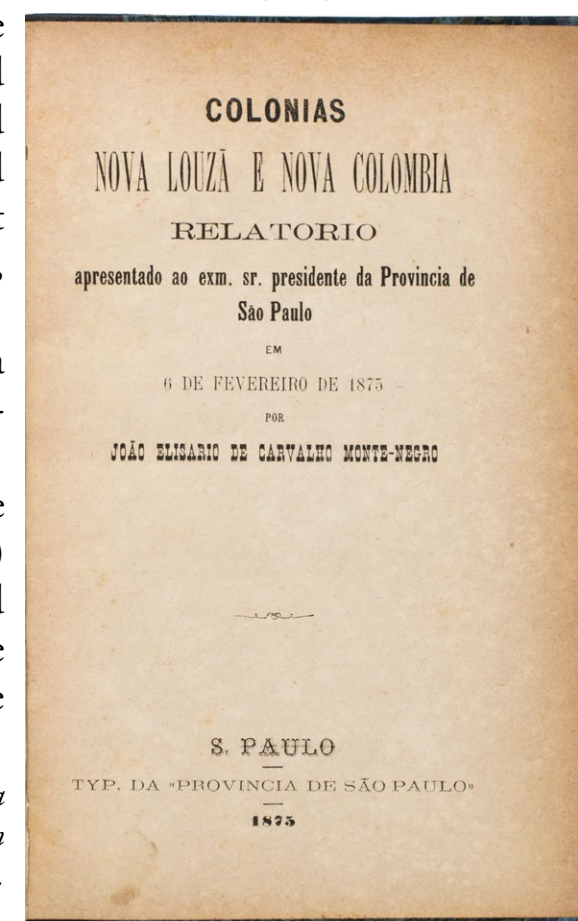 COLONIAS
NOVA LOUZÃ E NOVA COLOMBIA
RELATORIO
apresentado ao exm. sr. presidente da Provincia de
São Paulo
EM
6 DE FEVEREIRO DE 1875
POR
JOÃO ELISARIO DE CARVALHO MONTE-NEGRO
S. PAULO
TYP. DA «PROVINCIA DE SÃO PAULO»
1875